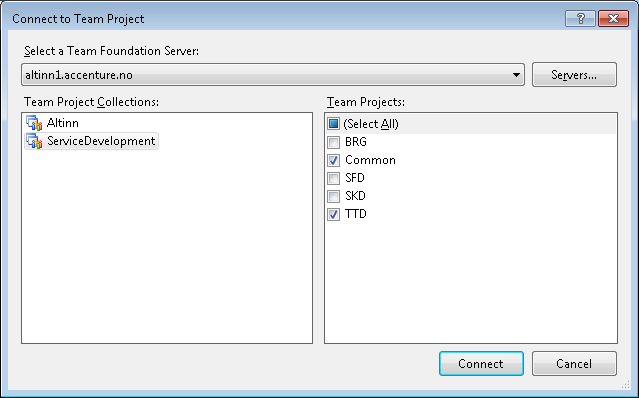 Connect to Team Project
Select a Team Foundation Server:
altinn1.accenture.no
Servers...
Team Project Collections:
Altinn
ServiceDevelopment
Team Projects:
(Select All)
BRG
Common
SFD
SKD
TTD
Connect
Cancel